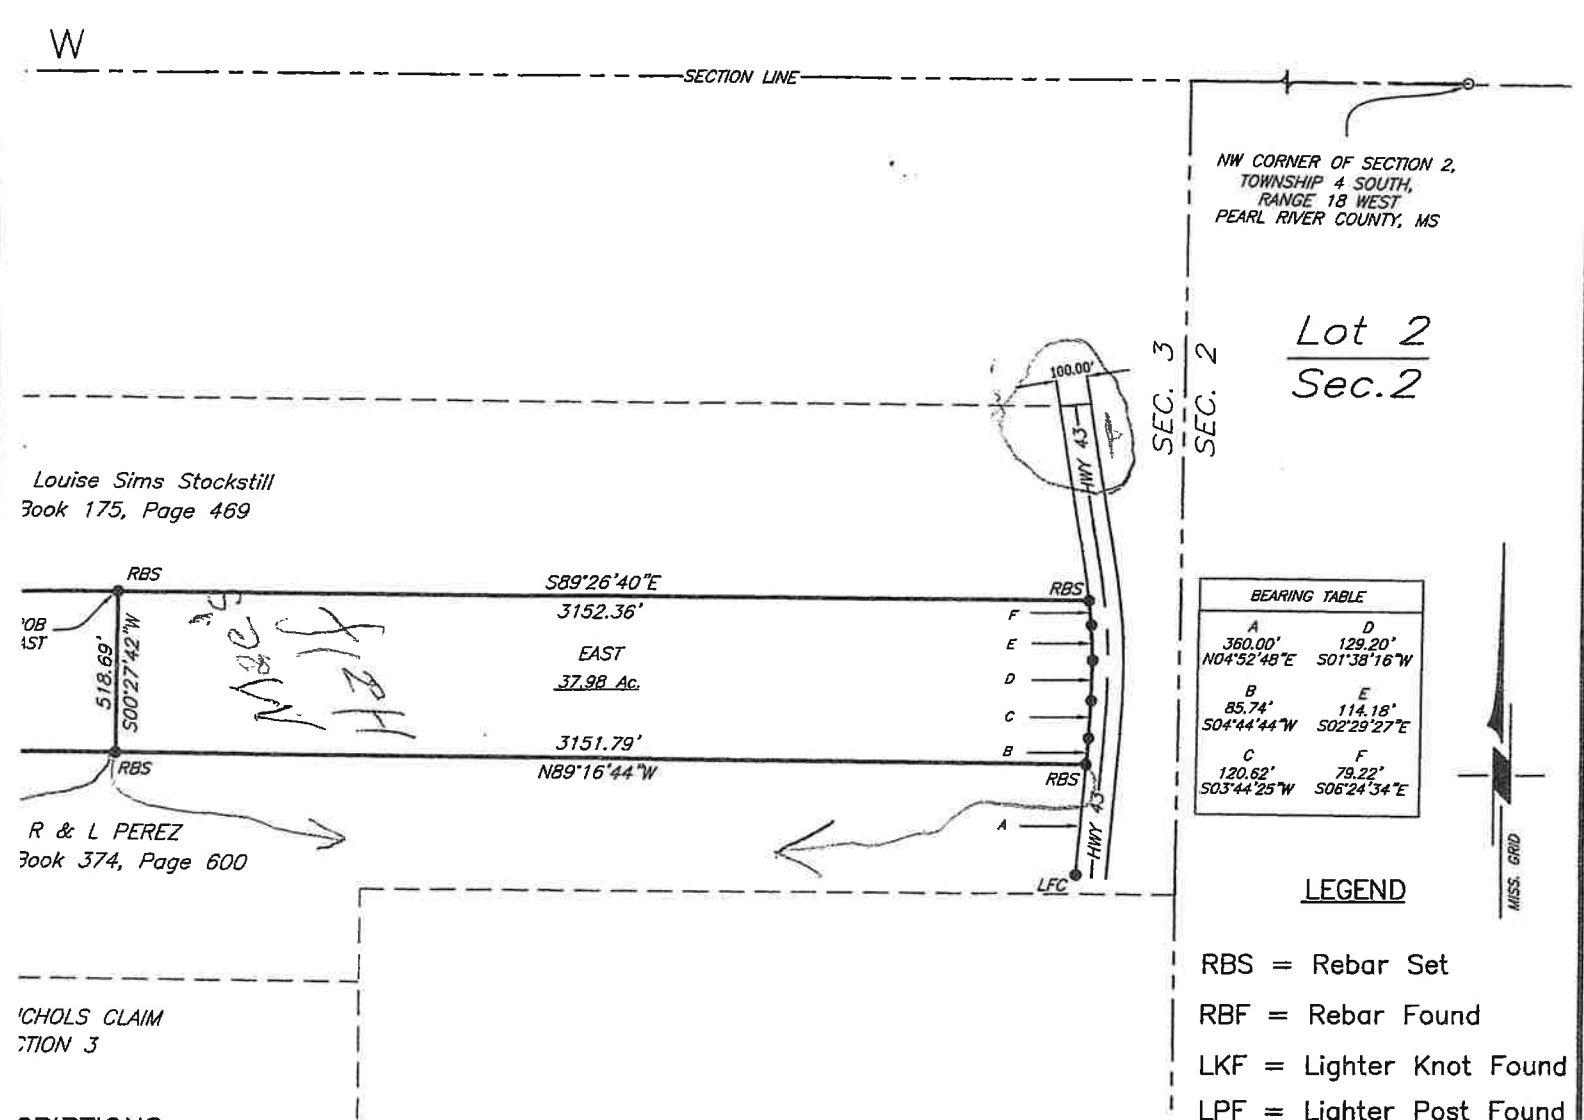 W
SECTION LINE
NW CORNER OF SECTION 2,
TOWNSHIP 4 SOUTH,
RANGE 18 WEST
PEARL RIVER COUNTY, MS
Lot 2
Sec.2
SEC. 3
SEC. 2
100.00'
HWY 43
Louise Sims Stockstill
Book 175, Page 469
RBS
S89°26'40"E
3152.36'
RBS
OB
AST
518.69'
S00°27'42"W
EAST
37.98 Ac.
F
E
D
C
B
3151.79'
N89°16'44"W
RBS
RBS
A
HWY 43
LFC
R & L PEREZ
Book 374, Page 600
BEARING TABLE
A D
360.00' 129.20'
N04°52'48"E S01°38'16"W
B E
85.74' 114.18'
S04°44'44"W S02°29'27"E
C F
120.62' 79.22'
S03°44'25"W S06°24'34"E
MISS. GRID
LEGEND
RBS = Rebar Set
RBF = Rebar Found
LKF = Lighter Knot Found
LPF = Lighter Post Found
ICHOLS CLAIM
CTION 3